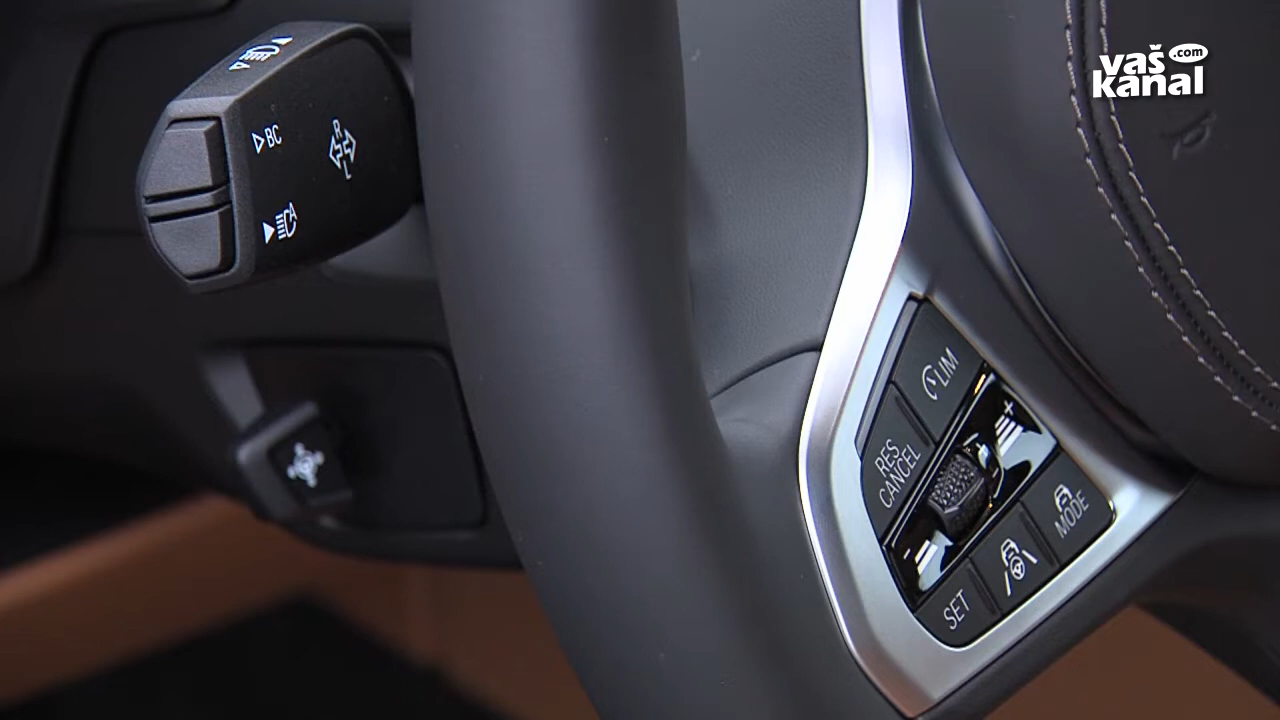 vaš .com
kanal
BC
R
L
A
A
LIM
RES
CANCEL
+
MODE
SET